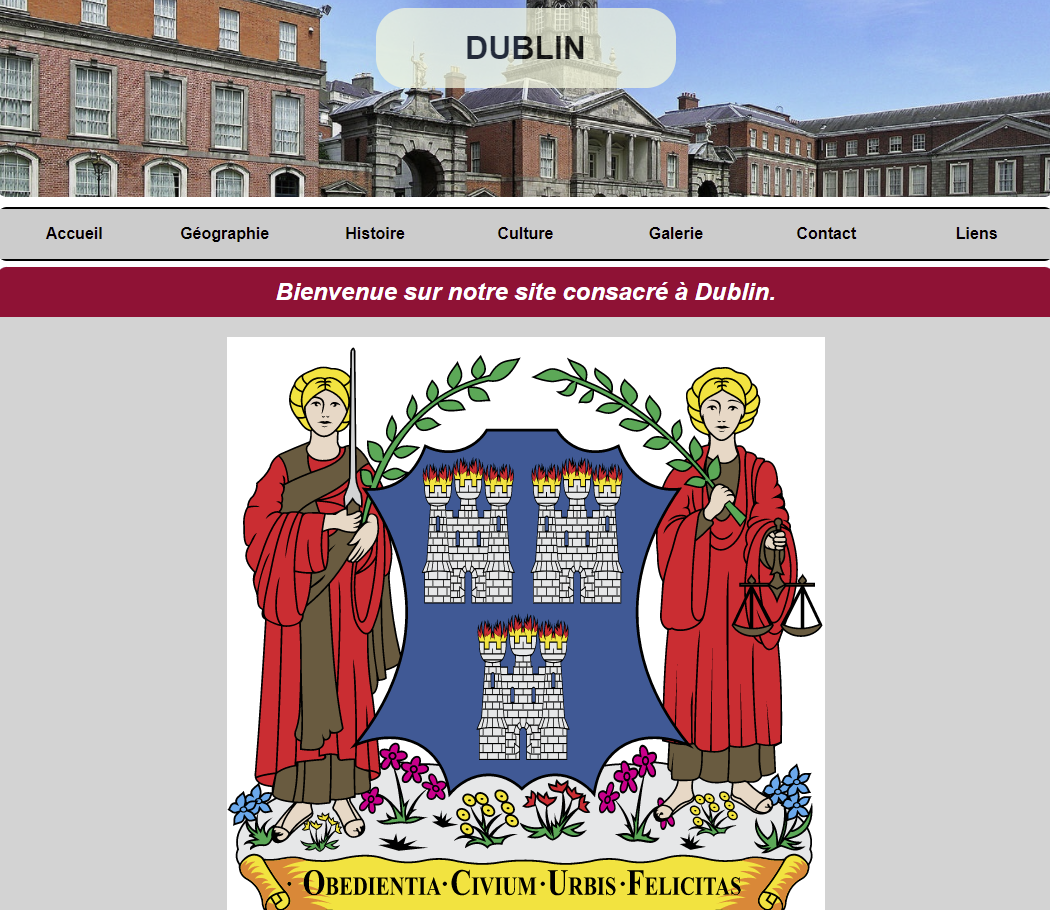 DUBLIN
Accueil Géographie Histoire Culture Galerie Contact Liens
Bienvenue sur notre site consacré à Dublin.
· OBEDIENTIA·CIVIUM·URBIS·FELICITAS